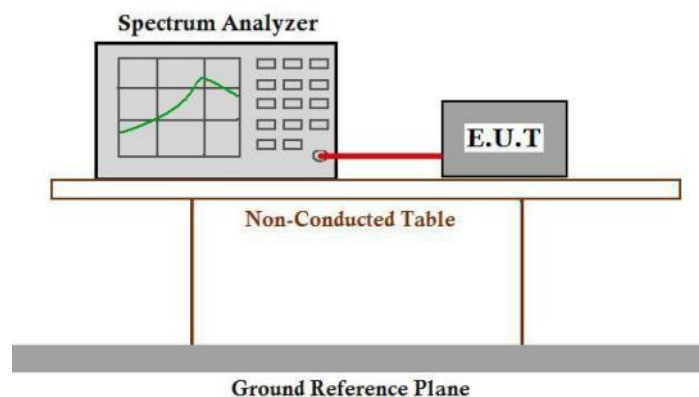 Spectrum Analyzer
E.U.T
Non-Conducted Table
Ground Reference Plane